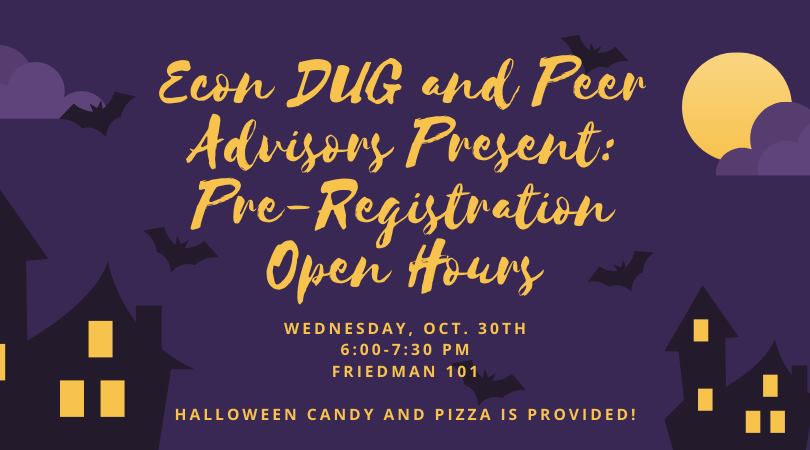 Econ DUG and Peer
Advisors Present:
Pre-Registration
Open Hours
WEDNESDAY, OCT. 30TH
6:00-7:30 PM
FRIEDMAN 101
HALLOWEEN CANDY AND PIZZA IS PROVIDED!